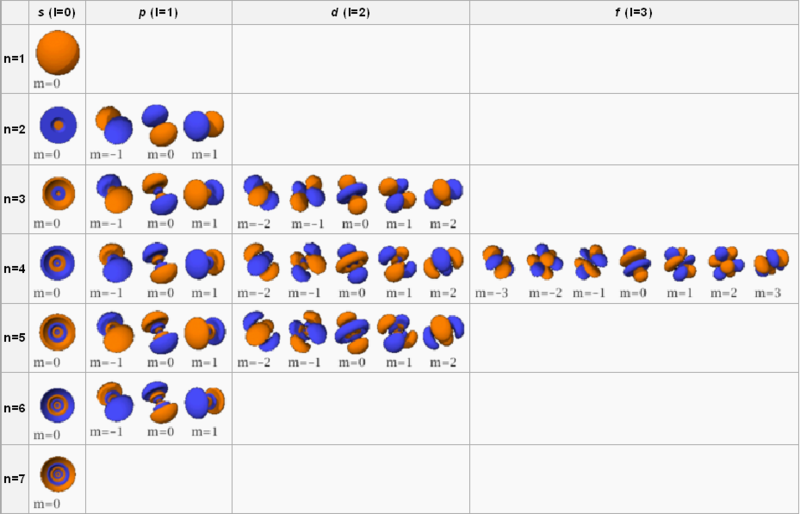 s (l=0) p (l=1) d (l=2) f (l=3)
n=1
m=0
n=2
m=0 m=-1 m=0 m=1
n=3
m=0 m=-1 m=0 m=1 m=-2 m=-1 m=0 m=1 m=2
n=4
m=0 m=-1 m=0 m=1 m=-2 m=-1 m=0 m=1 m=2 m=-3 m=-2 m=-1 m=0 m=1 m=2 m=3
n=5
m=0 m=-1 m=0 m=1 m=-2 m=-1 m=0 m=1 m=2
n=6
m=0 m=-1 m=0 m=1
n=7
m=0